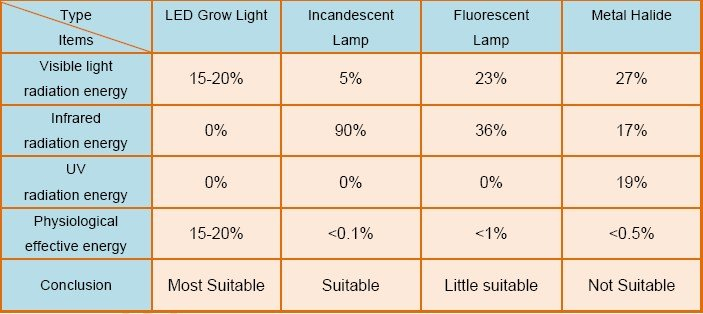 Type
Items
LED Grow Light
Incandescent
Lamp
Fluorescent
Lamp
Metal Halide
Visible light
radiation energy
15-20%
5%
23%
27%
Infrared
radiation energy
0%
90%
36%
17%
UV
radiation energy
0%
0%
0%
19%
Physiological
effective energy
15-20%
<0.1%
<1%
<0.5%
Conclusion
Most Suitable
Suitable
Little suitable
Not Suitable